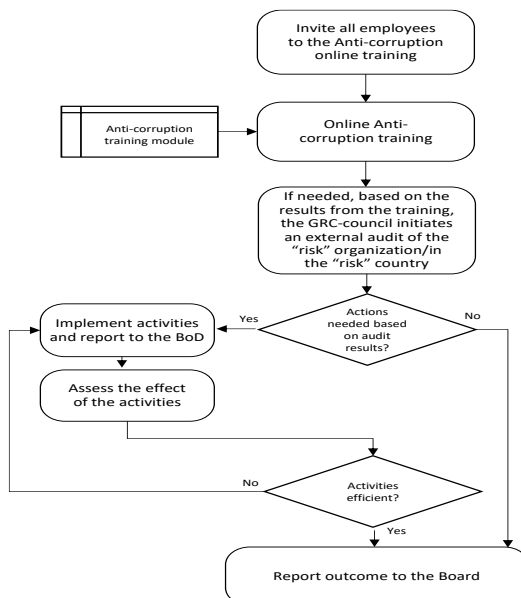 Invite all employees
to the Anti-corruption
online training
Anti-corruption
training module
Online Anti-
corruption training
If needed, based on the
results from the training,
the GRC-council initiates
an external audit of the
“risk” organization/in
the “risk” country
Actions
needed based
on audit
results?
Yes
No
Implement activities
and report to the BoD
Assess the effect
of the activities
Activities
efficient?
No
Yes
Report outcome to the Board